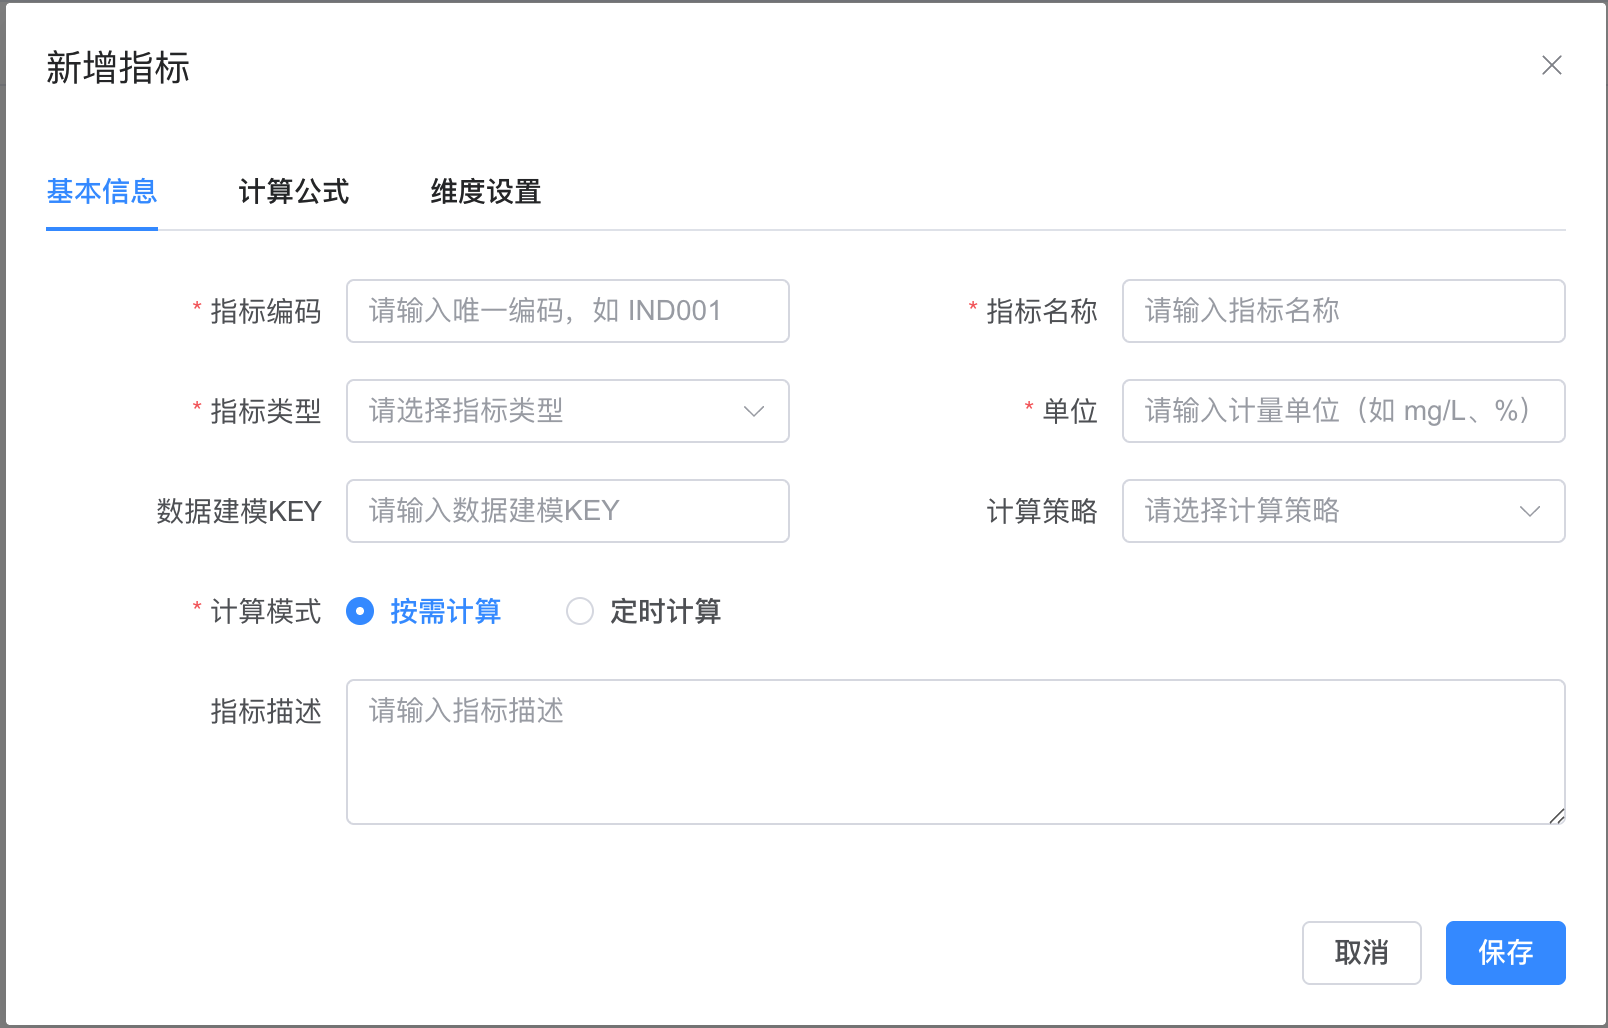 新增指标
基本信息 计算公式 维度设置
* 指标编码 请输入唯一编码，如 IND001 * 指标名称 请输入指标名称
* 指标类型 请选择指标类型 * 单位 请输入计量单位（如 mg/L、%）
数据建模KEY 请输入数据建模KEY 计算策略 请选择计算策略
* 计算模式 按需计算 定时计算
指标描述 请输入指标描述
取消 保存